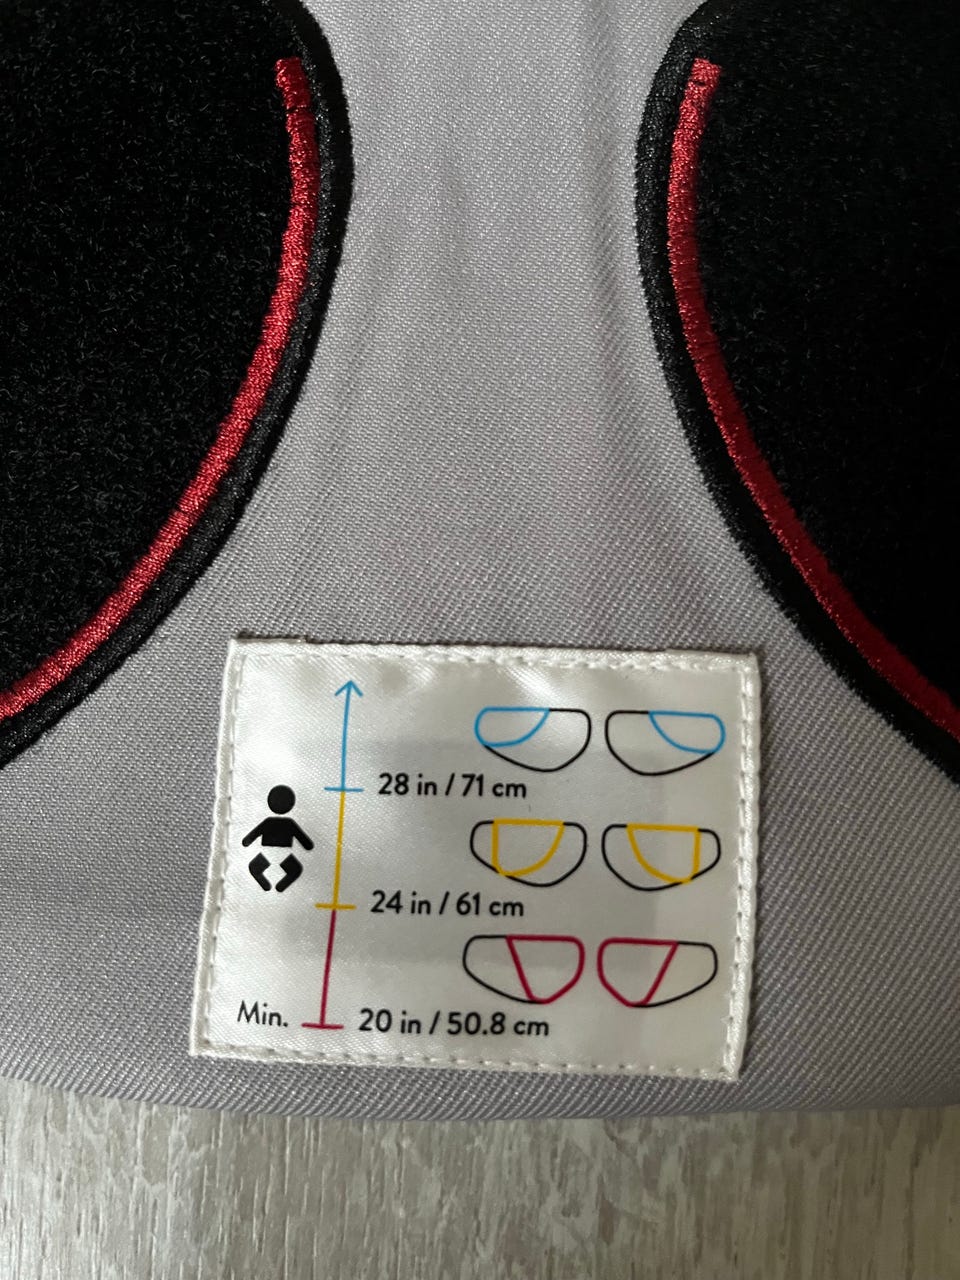 28 in / 71 cm
24 in / 61 cm
Min. 20 in / 50.8 cm